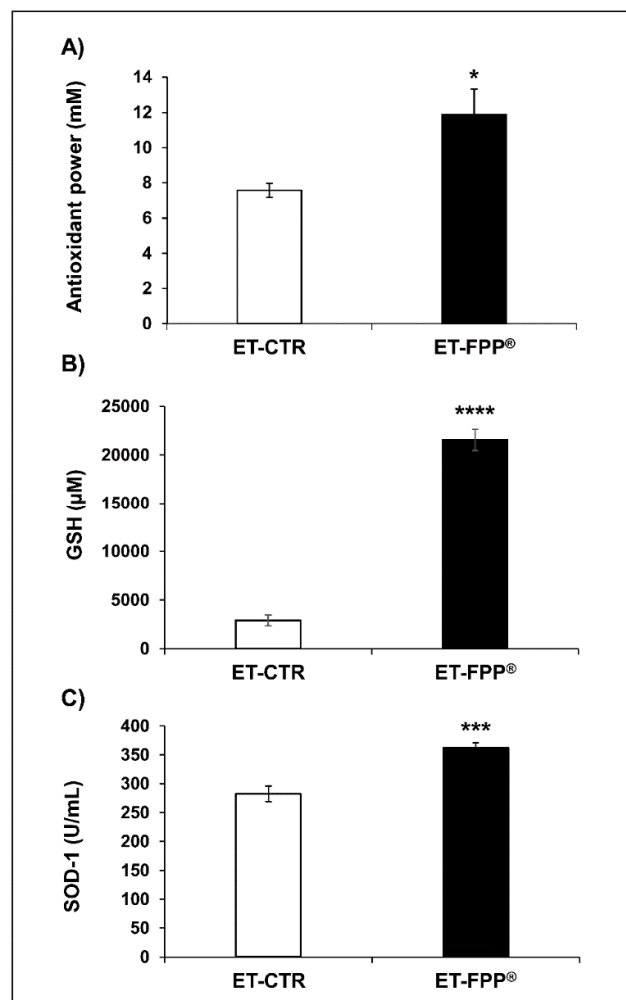 A)
Antioxidant power (mM)
14
12
10
8
6
4
2
0
*
ET-CTR
ET-FPP®
B)
GSH (µM)
25000
20000
15000
10000
5000
0
****
ET-CTR
ET-FPP®
C)
SOD-1 (U/mL)
400
350
300
250
200
150
100
50
0
***
ET-CTR
ET-FPP®